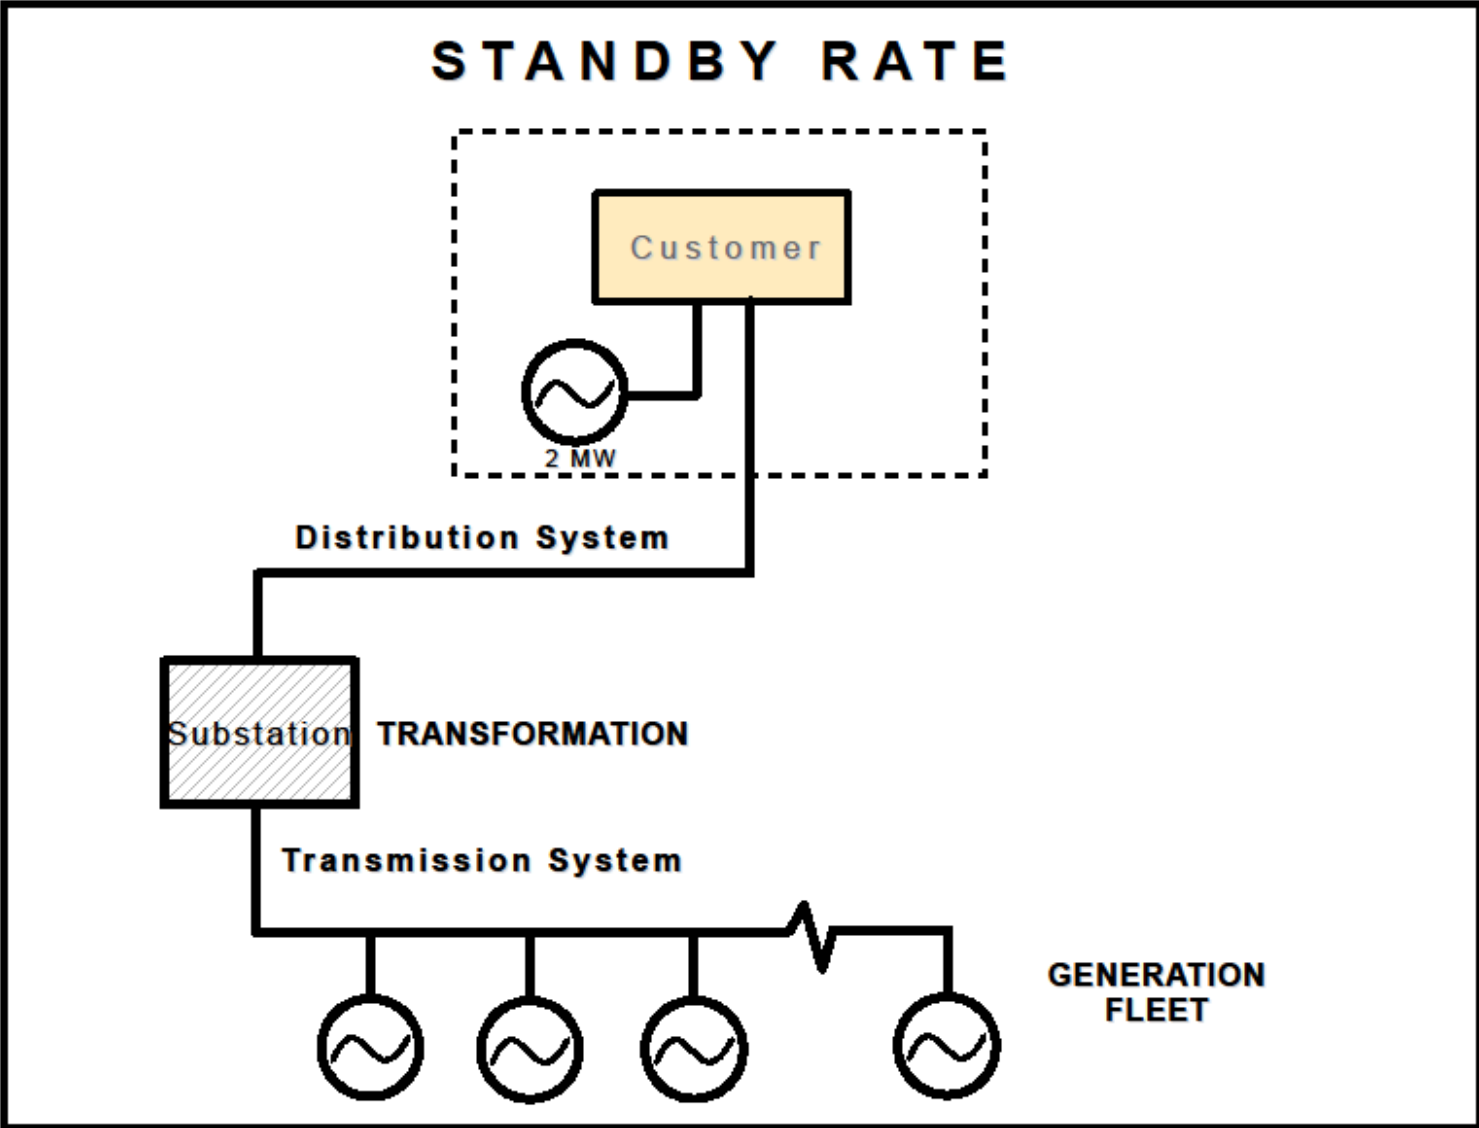 STANDBY RATE
Customer
2 MW
Distribution System
Substation
TRANSFORMATION
Transmission System
GENERATION
FLEET